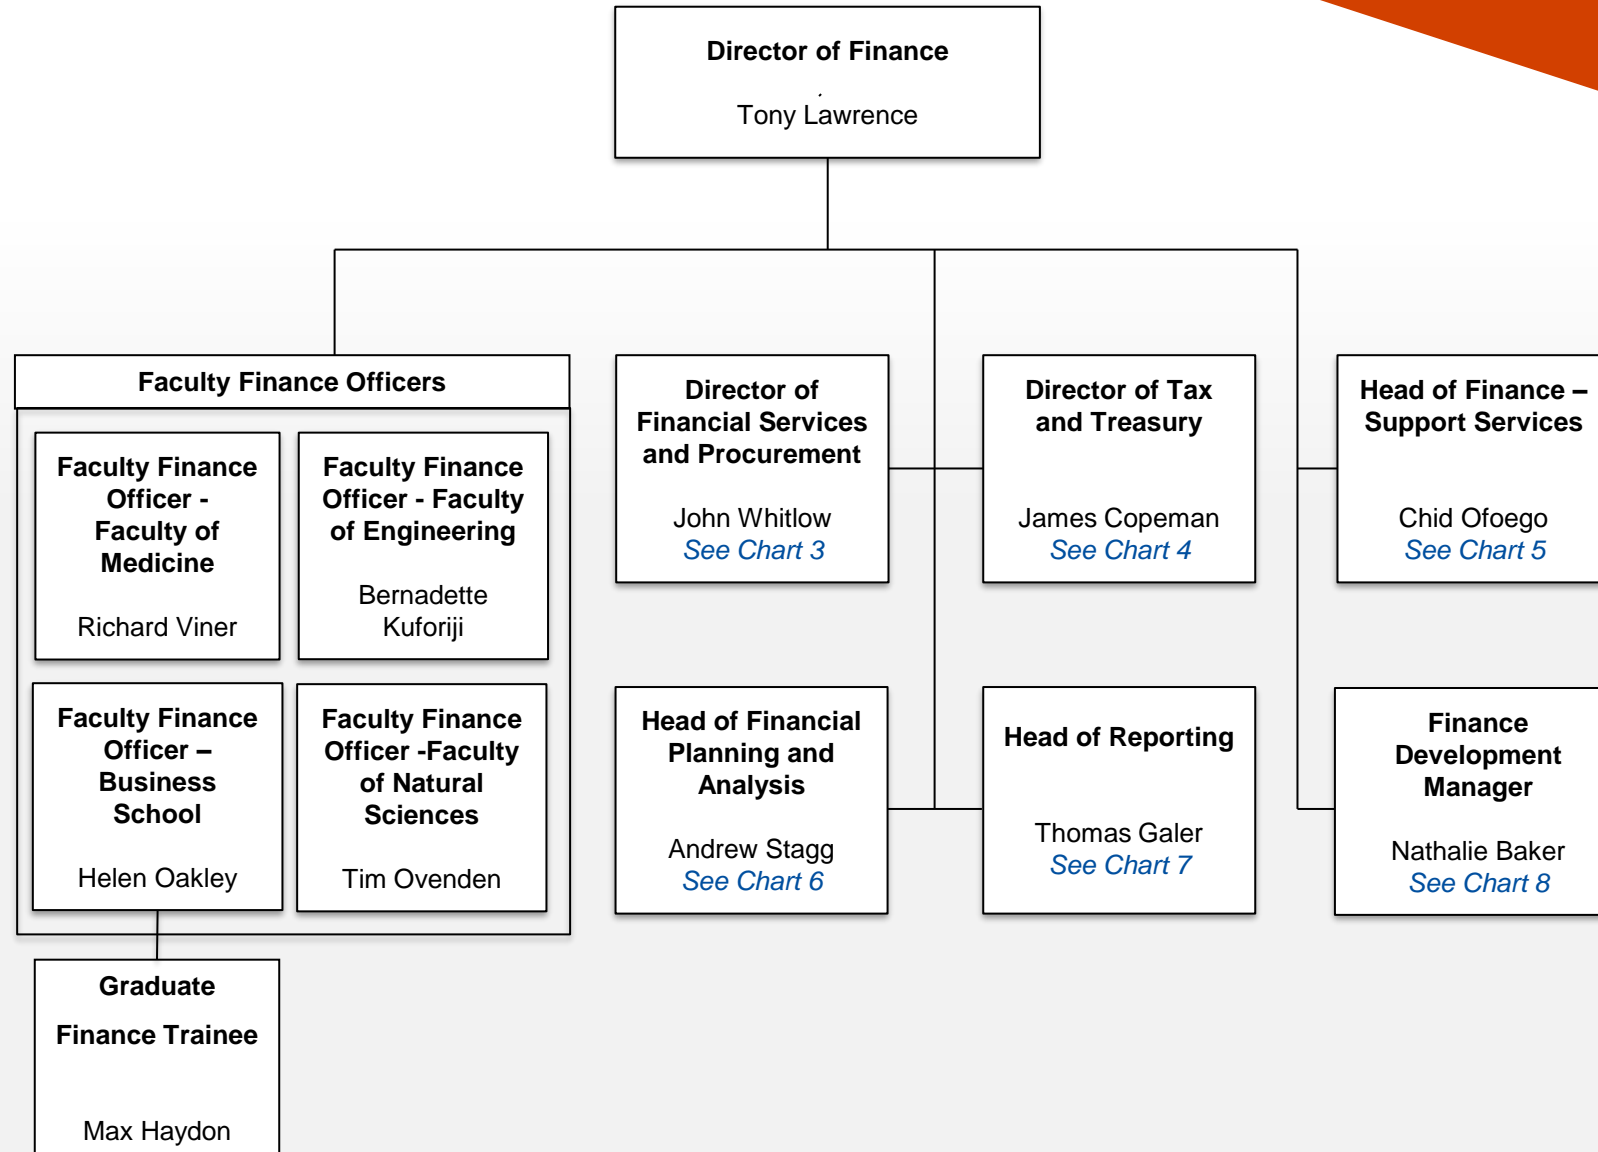 Director of Finance
Tony Lawrence
Faculty Finance Officers
Faculty Finance
Officer -
Faculty of
Medicine
Richard Viner
Faculty Finance
Officer - Faculty
of Engineering
Bernadette
Kuforiji
Faculty Finance
Officer –
Business
School
Helen Oakley
Faculty Finance
Officer -Faculty
of Natural
Sciences
Tim Ovenden
Graduate
Finance Trainee
Max Haydon
Director of
Financial Services
and Procurement
John Whitlow
See Chart 3
Director of Tax
and Treasury
James Copeman
See Chart 4
Head of Finance –
Support Services
Chid Ofoego
See Chart 5
Head of Financial
Planning and
Analysis
Andrew Stagg
See Chart 6
Head of Reporting
Thomas Galer
See Chart 7
Finance
Development
Manager
Nathalie Baker
See Chart 8